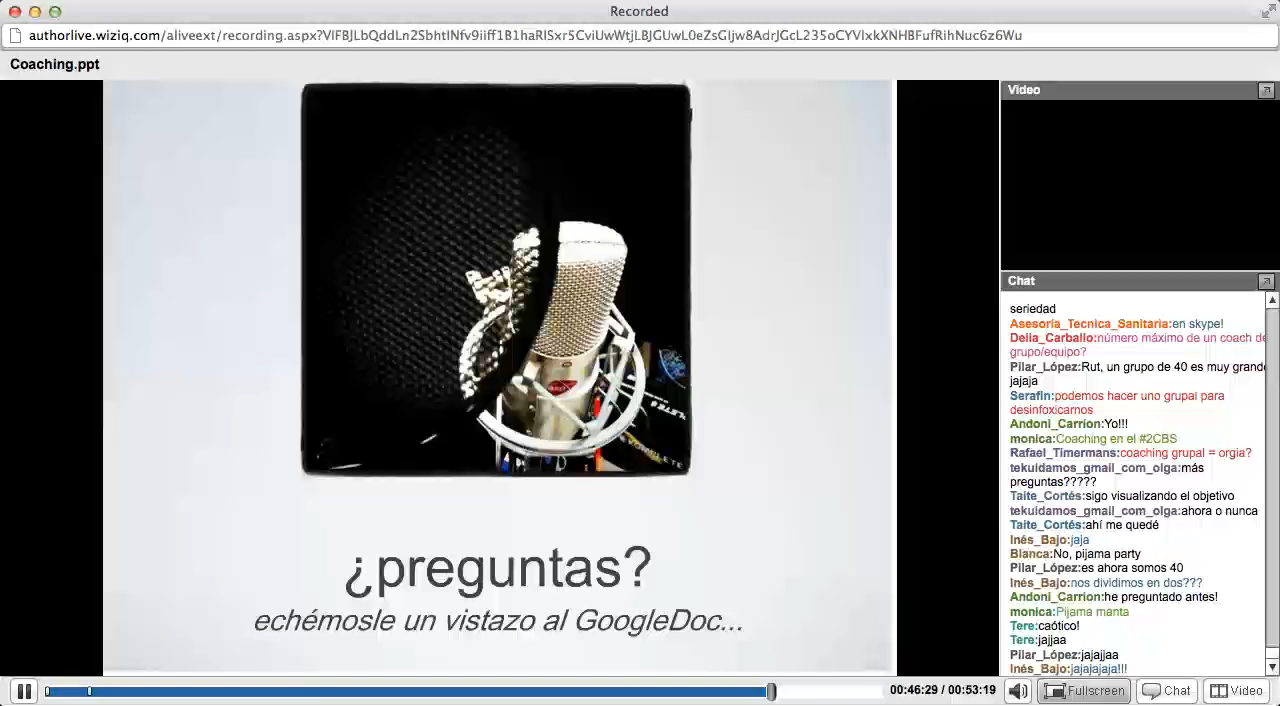 Recorded
authorlive.wiziq.com/aliveext/recording.aspx?VlFBJLbQddLn2SbhtlNfv9iiff1B1haRlSxr5CviUwWtjLBJGUwL0eZsGljw8AdrJGcL235oCYVlxkXNHBFufRihNuc6z6Wu
Coaching.ppt
¿preguntas?
echémosle un vistazo al GoogleDoc...
Video
Chat
seriedad
Asesoría_Tecnica_Sanitaria:en skype!
Delia_Carballo:número máximo de un coach de
grupo/equipo?
Pilar_López:Rut, un grupo de 40 es muy grande
jajaja
Serafín:podemos hacer uno grupal para
desinfoxicarnos
Andoni_Carrion:Yo!!!
monica:Coaching en el #2CBS
Rafael_Timermans:coaching grupal = orgia?
tekuidamos_gmail_com_olga:más
preguntas?????
Taite_Cortés:sigo visualizando el objetivo
tekuidamos_gmail_com_olga:ahora o nunca
Taite_Cortés:ahí me quedé
Inés_Bajo:jaja
Blanca:No, pijama party
Pilar_López:es ahora somos 40
Inés_Bajo:nos dividimos en dos???
Andoni_Carrion:he preguntado antes!
monica:Pijama manta
Tere:caótico!
Tere:jajjaa
Pilar_López:jajajjaa
Inés_Bajo:jajajajaja!!!
00:46:29 / 00:53:19
Fullscreen
Chat
Video